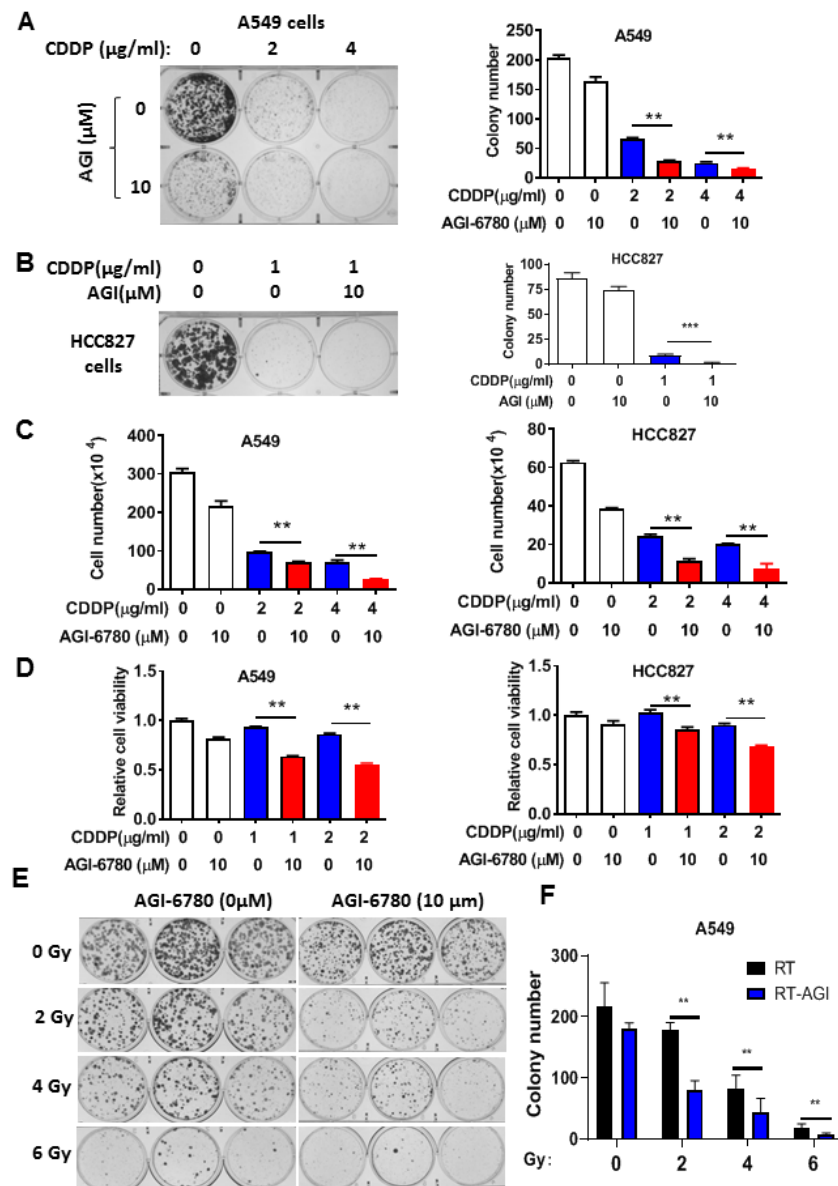 A
A549 cells
CDDP (µg/ml): 0 2 4
AGI (µM)
0
10
A549
Colony number
250
200
150
100
50
0
** **
CDDP(µg/ml) 0 0 2 2 4 4
AGI-6780 (µM) 0 10 0 10 0 10
B
CDDP(µg/ml) 0 1 1
AGI(µM) 0 0 10
HCC827
cells
HCC827
Colony number
100
75
50
25
0
***
CDDP(µg/ml) 0 0 1 1
AGI (µM) 0 10 0 10
C
A549
Cell number(x10 4)
400
300
200
100
0
** **
CDDP(µg/ml) 0 0 2 2 4 4
AGI-6780 (µM) 0 10 0 10 0 10
HCC827
Cell number(x10 4)
80
60
40
20
0
** **
CDDP(µg/ml) 0 0 2 2 4 4
AGI-6780 (µM) 0 10 0 10 0 10
D
A549
Relative cell viability
1.5
1.0
0.5
0.0
** **
CDDP(µg/ml) 0 0 1 1 2 2
AGI-6780 (µM) 0 10 0 10 0 10
HCC827
Relative cell viability
1.5
1.0
0.5
0.0
** **
CDDP(µg/ml) 0 0 1 1 2 2
AGI-6780 (µM) 0 10 0 10 0 10
E
AGI-6780 (0µM) AGI-6780 (10 µm)
0 Gy
2 Gy
4 Gy
6 Gy
F
A549
Colony number
300
200
100
0
RT
RT-AGI
** ** **
Gy: 0 2 4 6